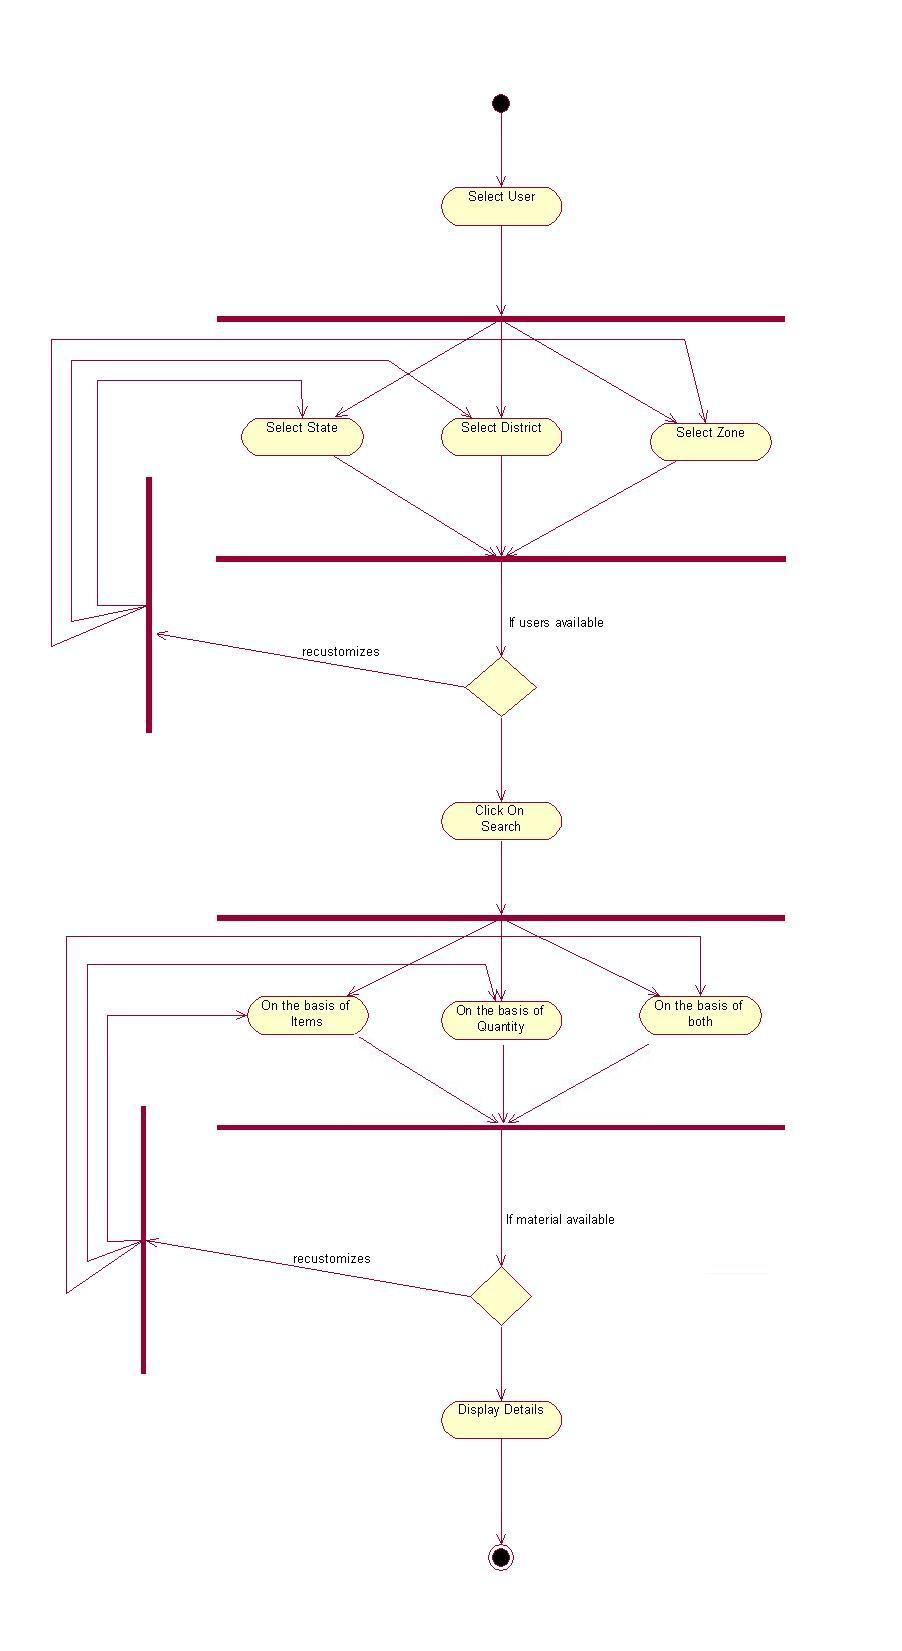 Select User
Select State
Select District
Select Zone
If users available
recustomizes
Click On
Search
On the basis of
Items
On the basis of
Quantity
On the basis of
both
If material available
recustomizes
Display Details